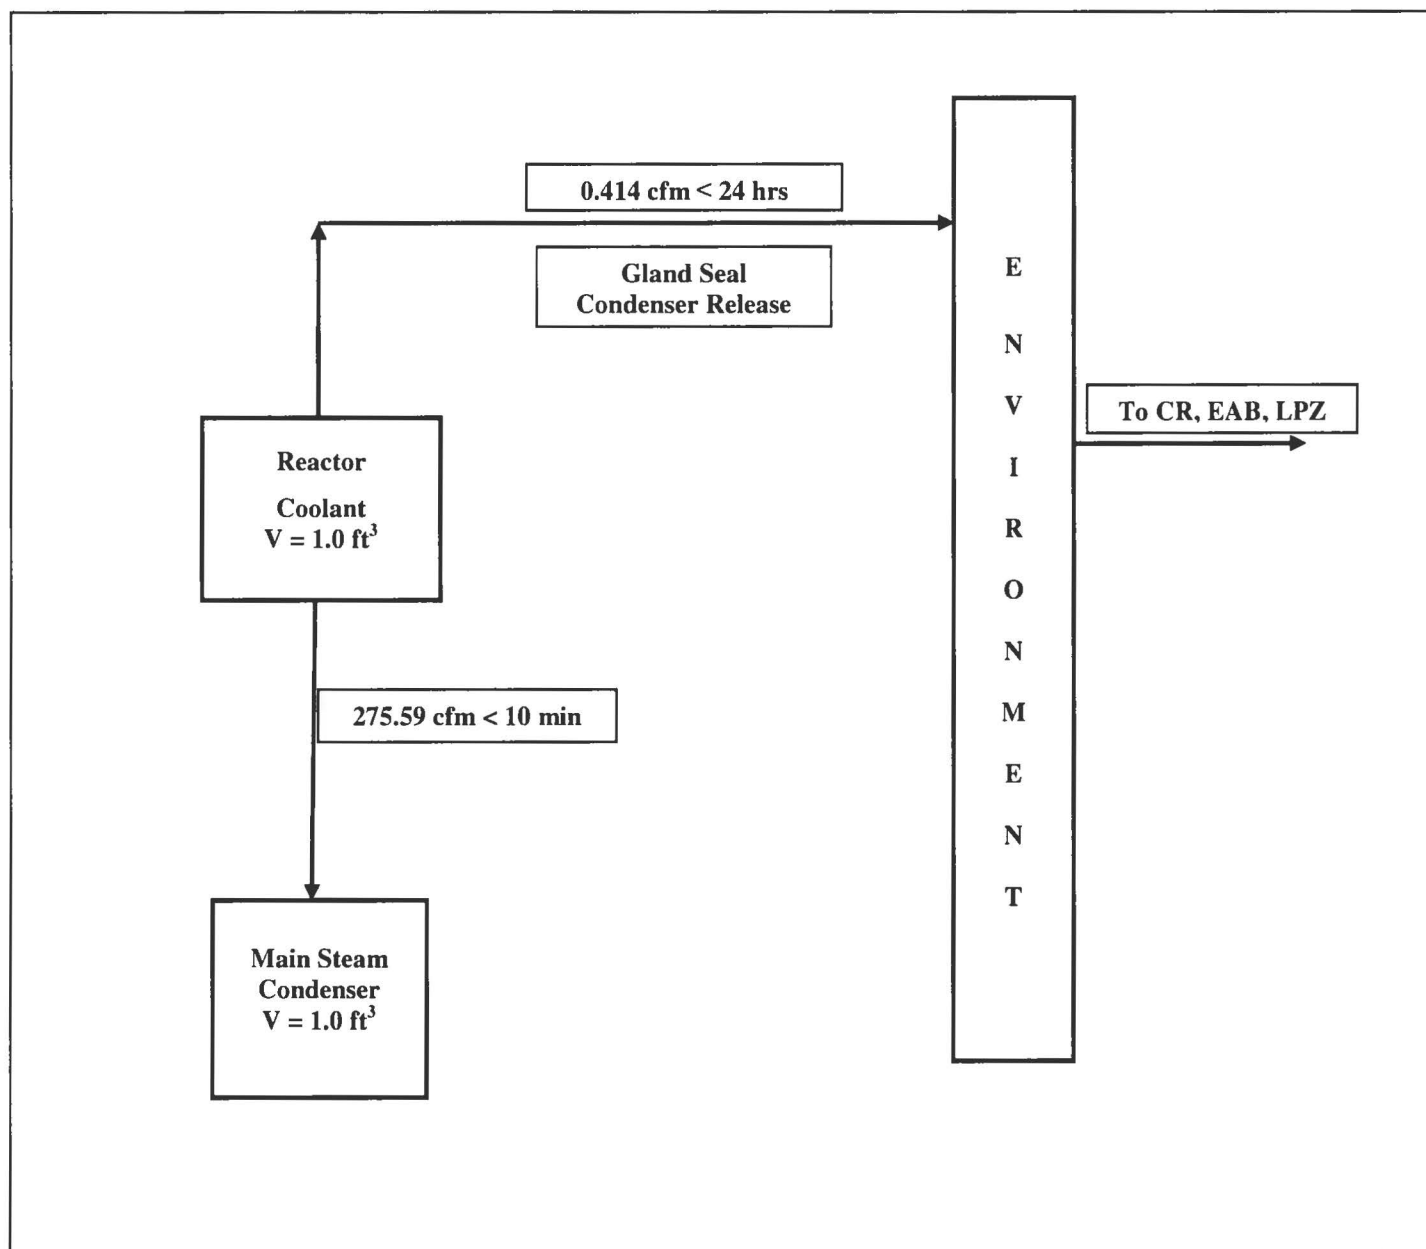 0.414 cfm < 24 hrs
Gland Seal
Condenser Release
Reactor
Coolant
V = 1.0 ft³
275.59 cfm < 10 min
Main Steam
Condenser
V = 1.0 ft³
E
N
V
I
R
O
N
M
E
N
T
To CR, EAB, LPZ